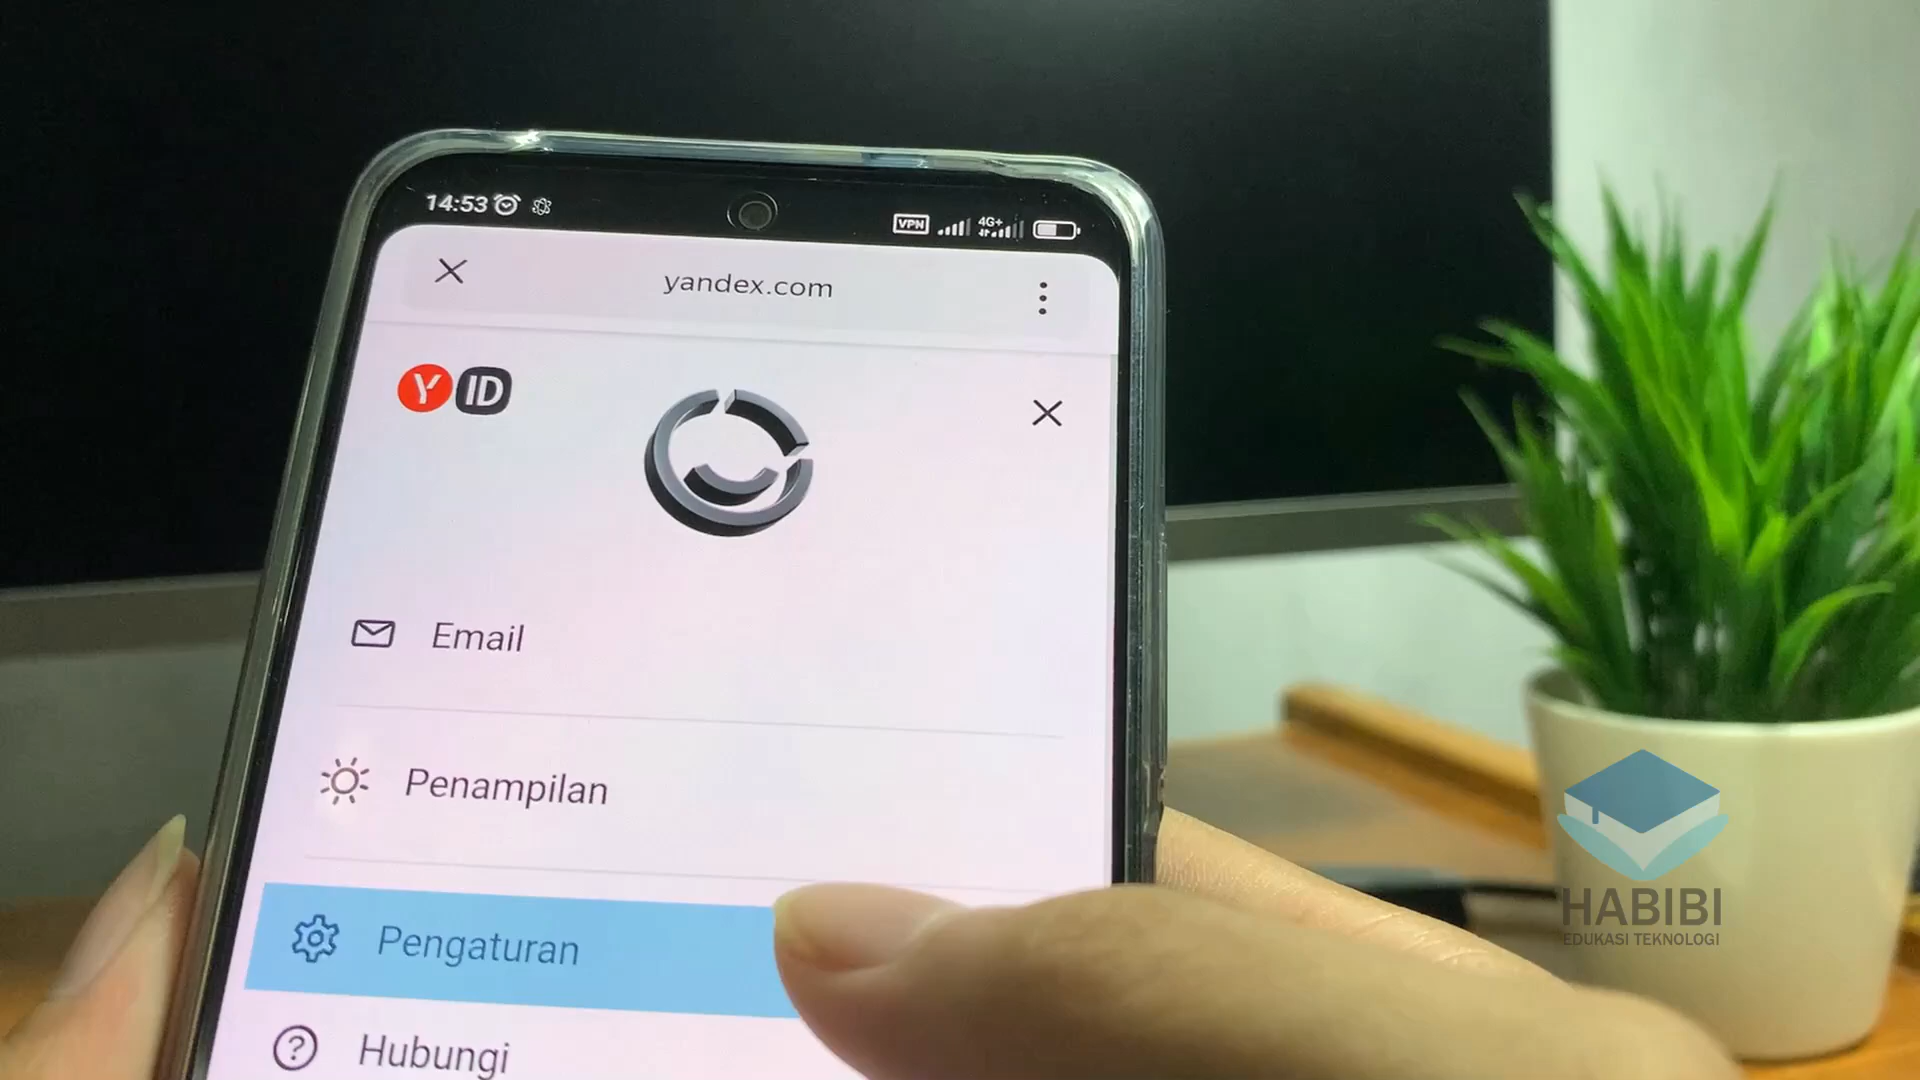 14:53
VPN
4G+
yandex.com
Y ID
Email
Penampilan
Pengaturan
Hubungi
HABIBI
EDUKASI TEKNOLOGI